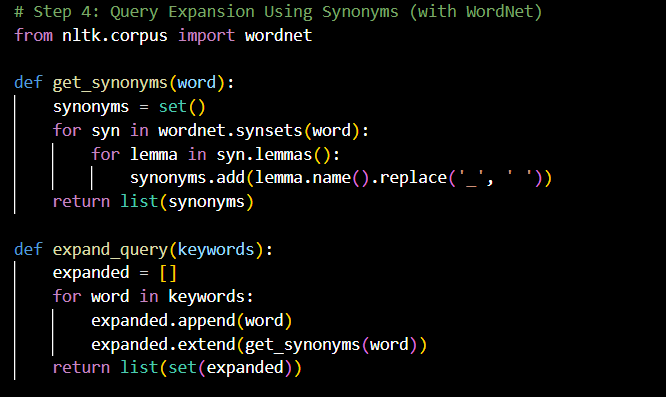 # Step 4: Query Expansion Using Synonyms (with WordNet)
from nltk.corpus import wordnet
def get_synonyms(word):
    synonyms = set()
    for syn in wordnet.synsets(word):
        for lemma in syn.lemmas():
            synonyms.add(lemma.name().replace('_', ' '))
    return list(synonyms)
def expand_query(keywords):
    expanded = []
    for word in keywords:
        expanded.append(word)
        expanded.extend(get_synonyms(word))
    return list(set(expanded))